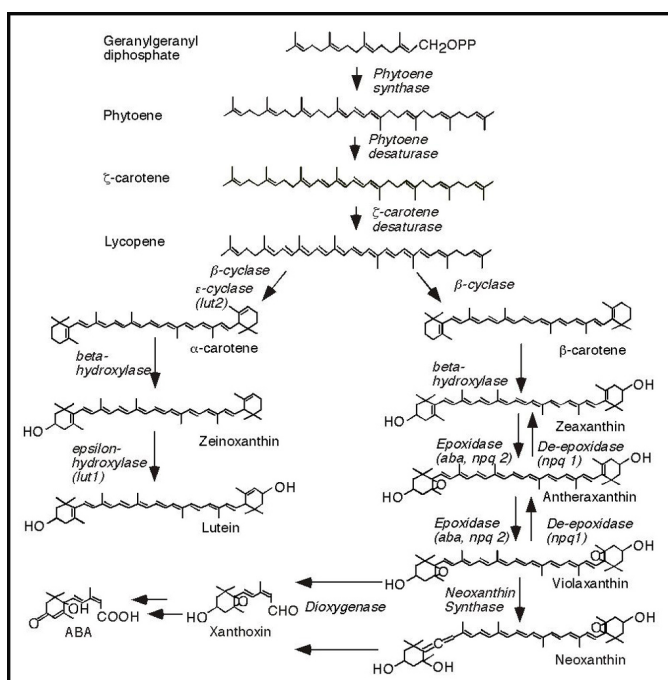 Geranylgeranyl
diphosphate
CH2OPP
Phytoene
synthase
Phytoene
Phytoene
desaturase
ζ-carotene
ζ-carotene
desaturase
Lycopene
β-cyclase
ε-cyclase
(lut2)
β-cyclase
α-carotene
β-carotene
beta-
hydroxylase
beta-
hydroxylase
OH
HO
Zeinoxanthin
HO
Zeaxanthin
epsilon-
hydroxylase
(lut1)
Epoxidase
(aba, npq 2)
De-epoxidase
(npq 1)
OH
HO
Lutein
OH
HO
O
Antheraxanthin
Epoxidase
(aba, npq 2)
De-epoxidase
(npq1)
OH
HO
O
O
Violaxanthin
O
OH
COOH
ABA
HO
O
CHO
Xanthoxin
Dioxygenase
Neoxanthin
Synthase
OH
O
HO
OH
Neoxanthin